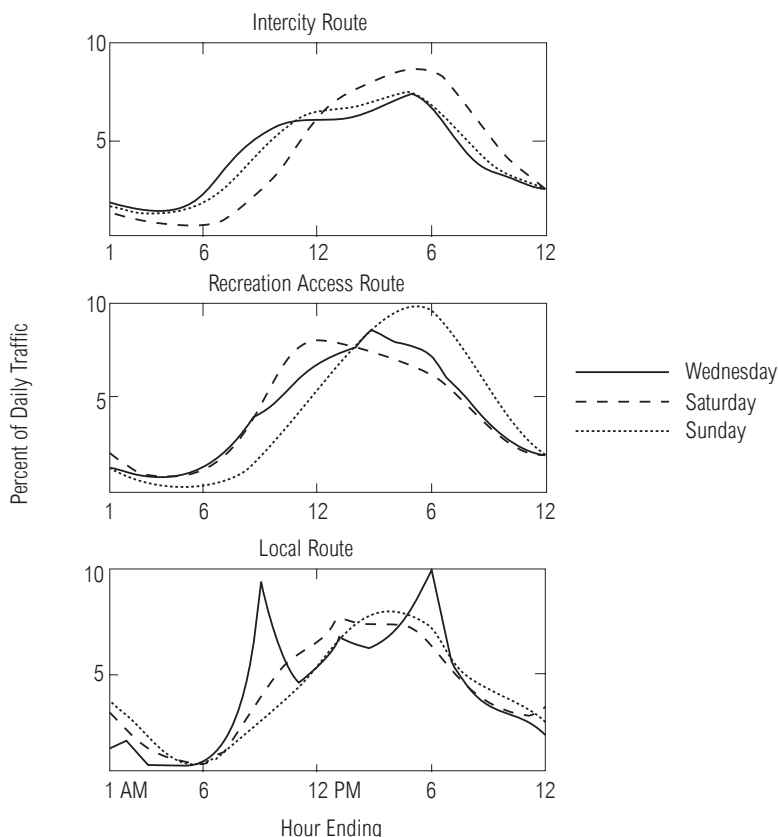 Intercity Route
10
5
1 6 12 6 12
Recreation Access Route
10
5
1 6 12 6 12
Percent of Daily Traffic
Wednesday
Saturday
Sunday
Local Route
10
5
1 AM 6 12 PM 6 12
Hour Ending